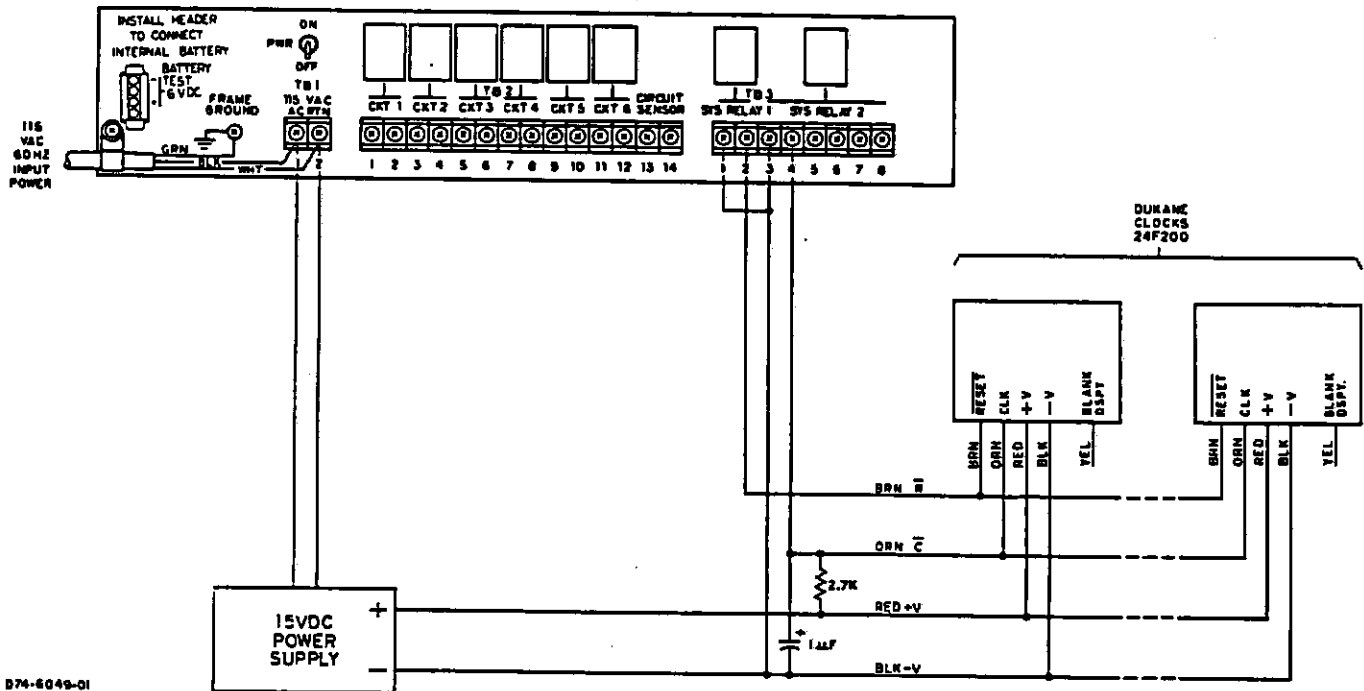 INSTALL HEADER
TO CONNECT
INTERNAL BATTERY
BATTERY
TEST
6 VDC
FRAME
GROUND
ON
PWR
OFF
TB1
115 VAC
AC RTN
2
GRN
BLK
WHT
115
VAC
60HZ
INPUT
POWER
TB2
CKT 1 CKT 2 CKT 3 CKT 4 CKT 5 CKT 6 CIRCUIT
SENSOR
1 2 3 4 5 6 7 8 9 10 11 12 13 14
TB3
SYS RELAY 1 SYS RELAY 2
1 2 3 4 5 6 7 8
DUKANE
CLOCKS
24F200
RESET CLK +V -V BLANK
DSPY
BRN ORN RED BLK YEL
RESET CLK +V -V BLANK
DSPY.
BRN ORN RED BLK YEL
BRN R
ORN C
2.7K
RED+V
+
1 µF
BLK-V
15VDC
POWER
SUPPLY
+
-
D74-6049-01